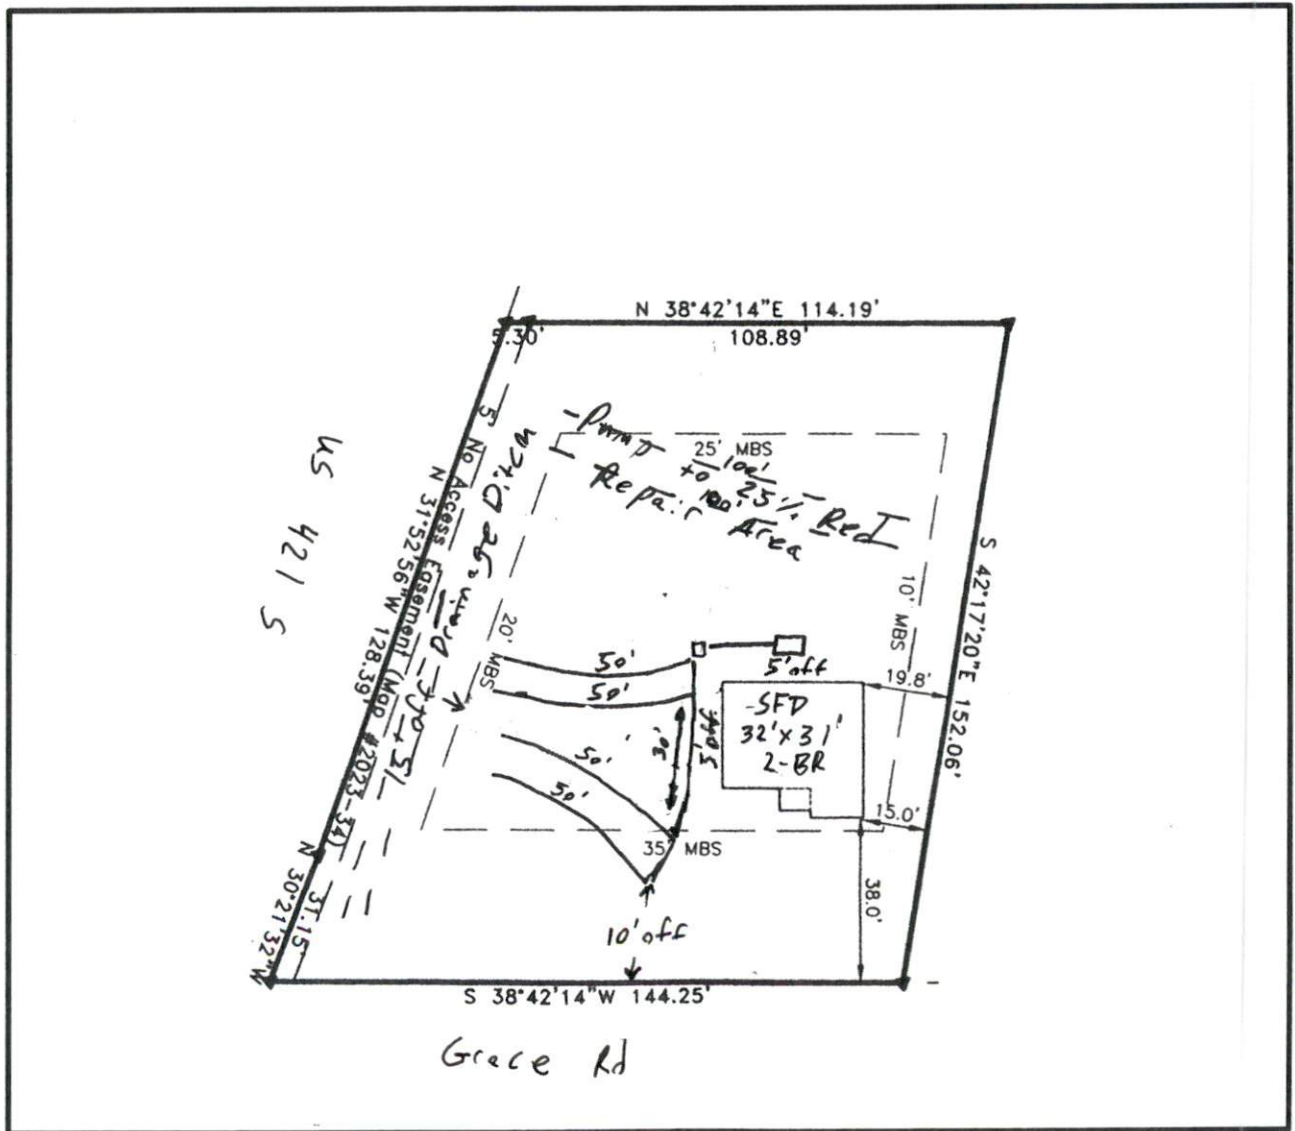 N 38°42'14"E 114.19'
5.30'
108.89'
US 421 S
5' No Access Easement (Map #2023-34)
N 31°52'56"W 128.39'
15' off Drainage Ditch
20' MBS
-Pump to 25% Red
Repair Area
25' MBS
10' MBS
S 42°17'20"E 152.06'
50'
50'
50'
50'
30'
5' off
5' off
-SFD
32'x31'
2-BR
19.8'
15.0'
35' MBS
38.0'
10' off
N 30°21'32"W
31.15'
S 38°42'14"W 144.25'
Grace Rd